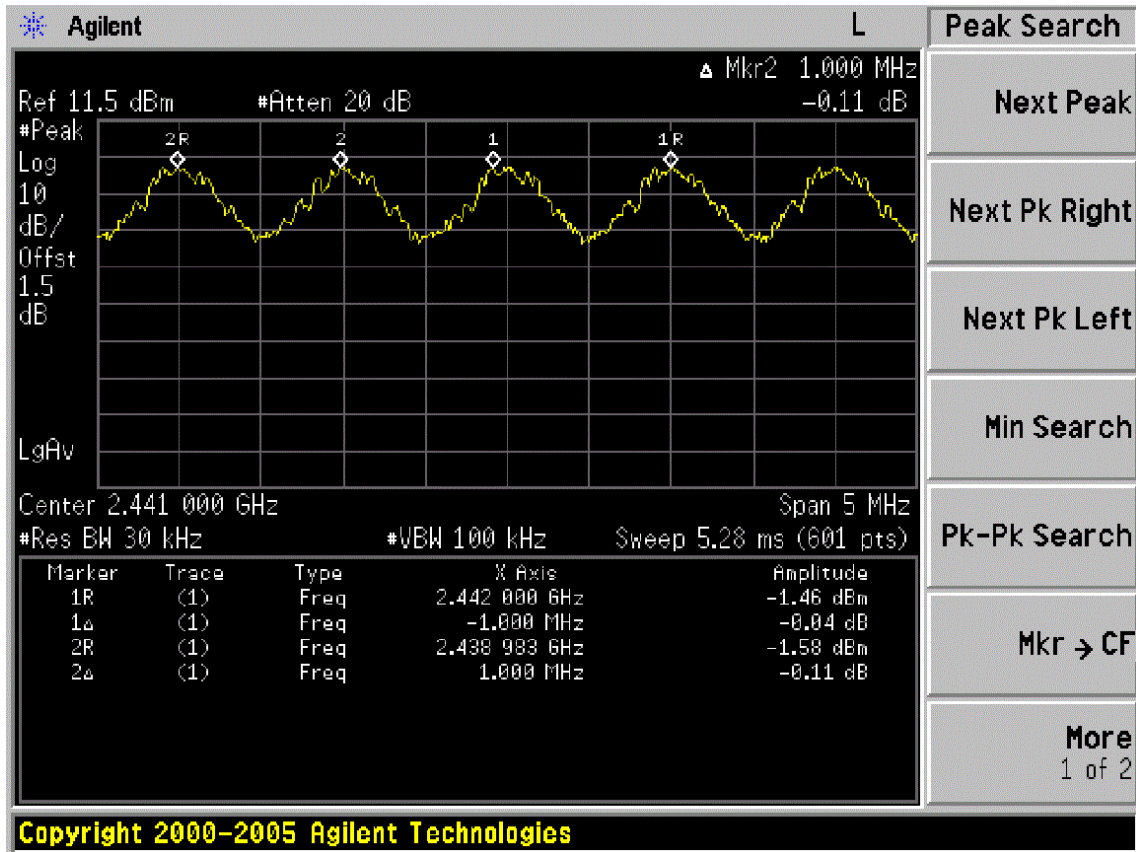 Agilent L Peak Search
Δ Mkr2 1.000 MHz
Ref 11.5 dBm #Atten 20 dB -0.11 dB
#Peak
Log
10
dB/
Offst
1.5
dB
2R 2 1 1R
LgAv
Center 2.441 000 GHz Span 5 MHz
#Res BW 30 kHz #VBW 100 kHz Sweep 5.28 ms (601 pts)
Marker Trace Type X Axis Amplitude
1R (1) Freq 2.442 000 GHz -1.46 dBm
1Δ (1) Freq -1.000 MHz -0.04 dB
2R (1) Freq 2.438 983 GHz -1.58 dBm
2Δ (1) Freq 1.000 MHz -0.11 dB
Next Peak
Next Pk Right
Next Pk Left
Min Search
Pk-Pk Search
Mkr → CF
More
1 of 2
Copyright 2000-2005 Agilent Technologies